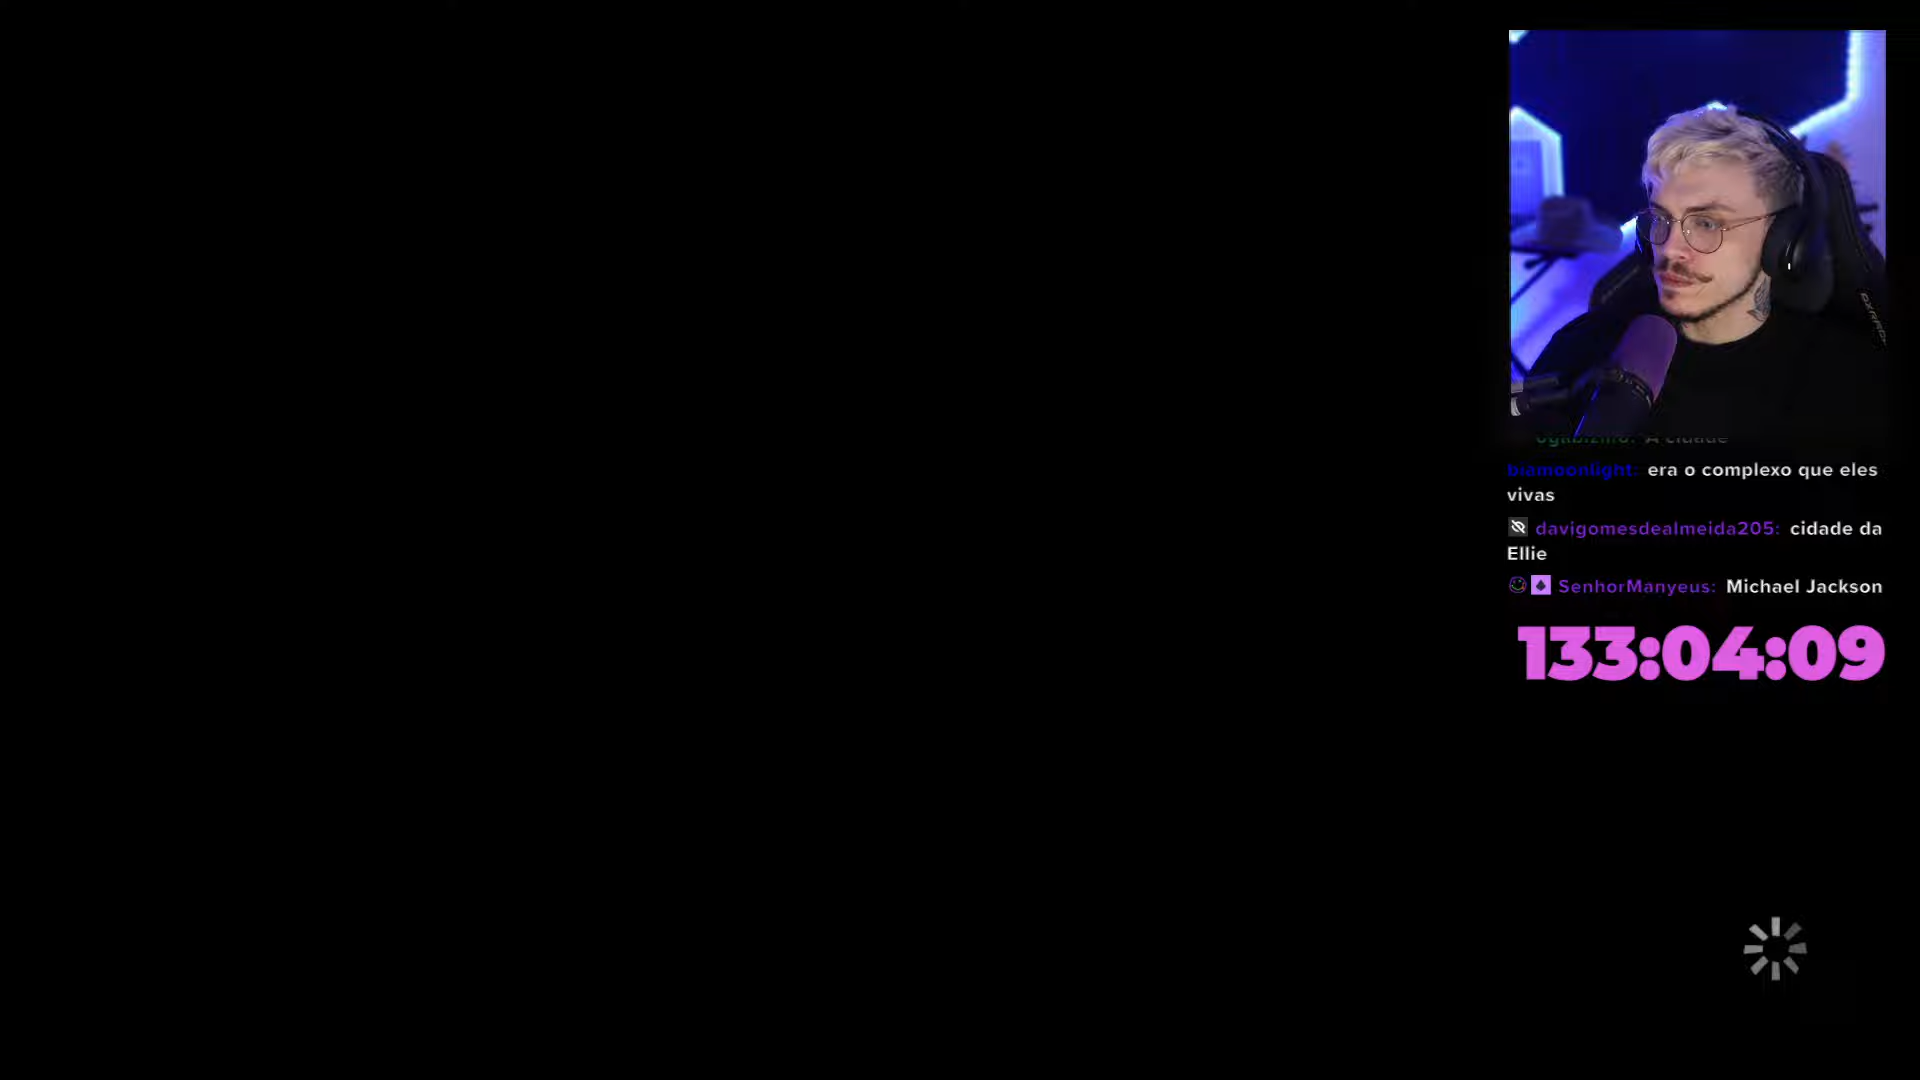 biamoonlight: era o complexo que eles
vivas
davigomesdealmeida205: cidade da
Ellie
SenhorManyeus: Michael Jackson
133:04:09